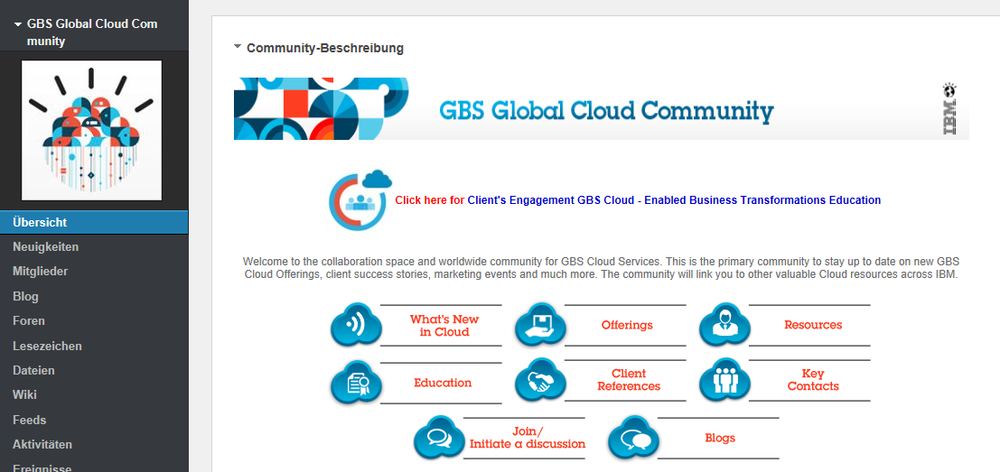 GBS Global Cloud Com
munity
Übersicht
Neuigkeiten
Mitglieder
Blog
Foren
Lesezeichen
Dateien
Wiki
Feeds
Aktivitäten
Ereignisse
Community-Beschreibung
GBS Global Cloud Community
IBM
Click here for Client's Engagement GBS Cloud - Enabled Business Transformations Education
Welcome to the collaboration space and worldwide community for GBS Cloud Services. This is the primary community to stay up to date on new GBS
Cloud Offerings, client success stories, marketing events and much more. The community will link you to other valuable Cloud resources across IBM.
What's New
in Cloud
Offerings
Resources
Education
Client
References
Key
Contacts
Join/
Initiate a discussion
Blogs